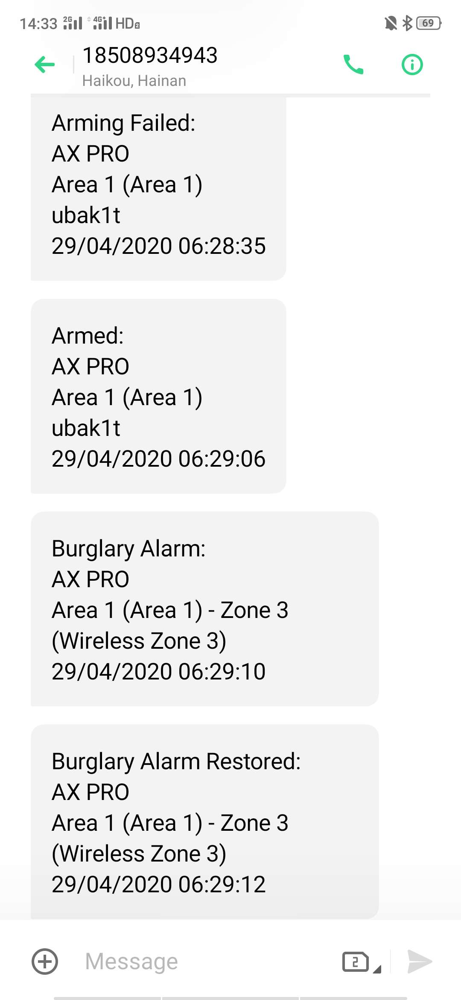 14:33 2G 4G+ HD2 69
18508934943
Haikou, Hainan
Arming Failed:
AX PRO
Area 1 (Area 1)
ubak1t
29/04/2020 06:28:35
Armed:
AX PRO
Area 1 (Area 1)
ubak1t
29/04/2020 06:29:06
Burglary Alarm:
AX PRO
Area 1 (Area 1) - Zone 3
(Wireless Zone 3)
29/04/2020 06:29:10
Burglary Alarm Restored:
AX PRO
Area 1 (Area 1) - Zone 3
(Wireless Zone 3)
29/04/2020 06:29:12
Message 2